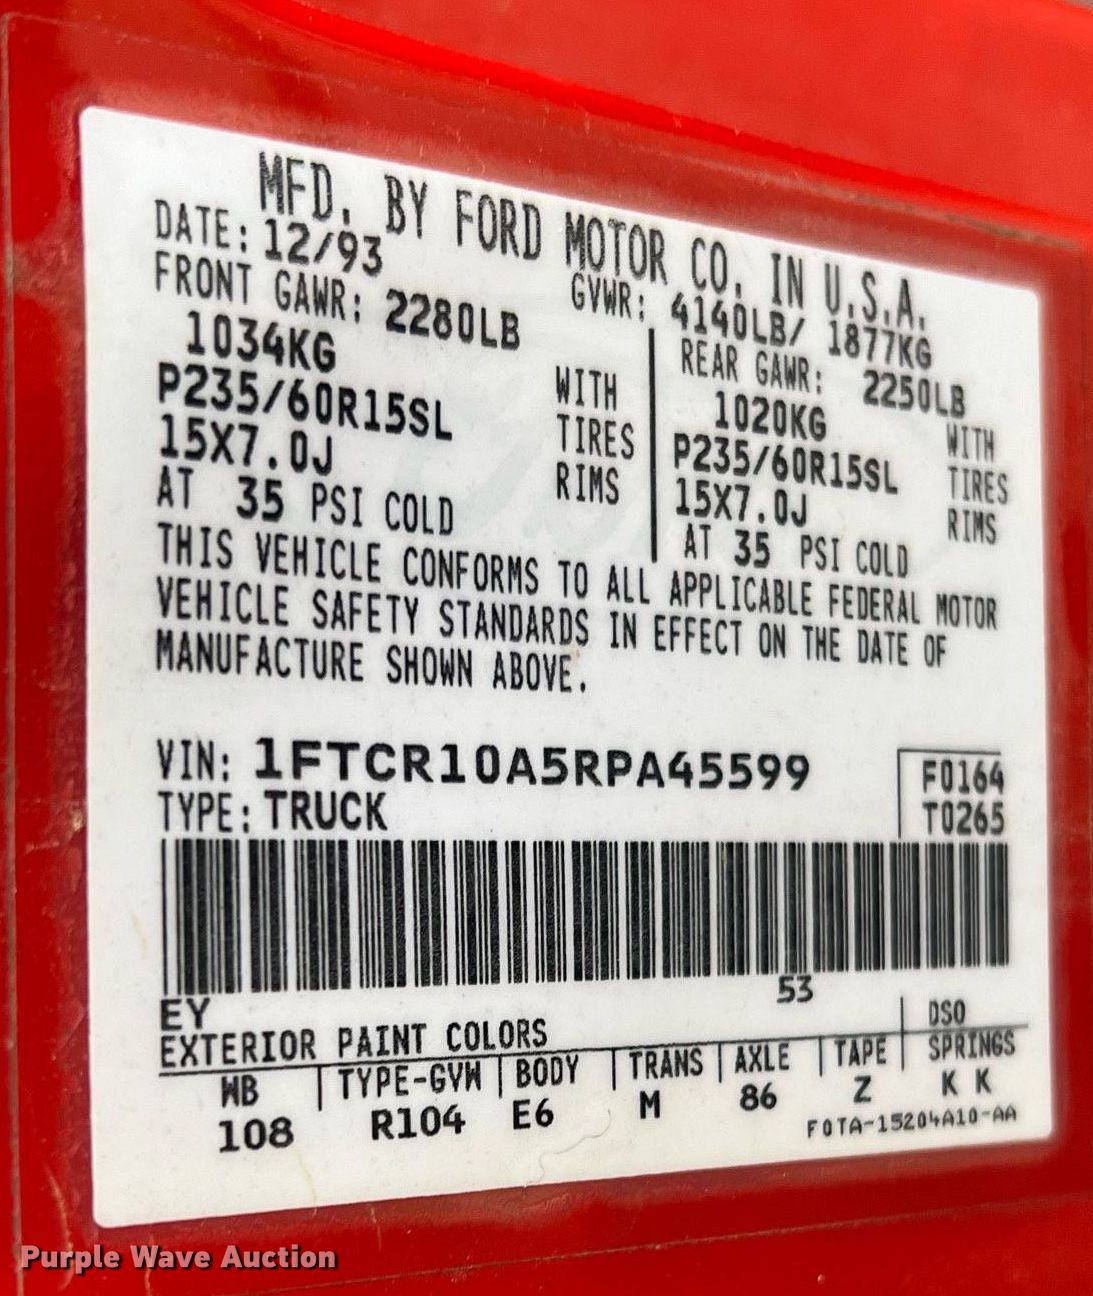 MFD. BY FORD MOTOR CO. IN U.S.A.
DATE: 12/93 GVWR: 4140LB/ 1877KG
FRONT GAWR: 2280LB REAR GAWR: 2250LB
1034KG WITH 1020KG WITH
P235/60R15SL TIRES P235/60R15SL TIRES
15X7.0J RIMS 15X7.0J RIMS
AT 35 PSI COLD AT 35 PSI COLD
THIS VEHICLE CONFORMS TO ALL APPLICABLE FEDERAL MOTOR
VEHICLE SAFETY STANDARDS IN EFFECT ON THE DATE OF
MANUFACTURE SHOWN ABOVE.
VIN: 1FTCR10A5RPA45599 F0164
TYPE: TRUCK T0265
EY 53
EXTERIOR PAINT COLORS DSO
WB TYPE-GVW BODY TRANS AXLE TAPE SPRINGS
108 R104 E6 M 86 Z K K
F0TA-15204A10-AA
Purple Wave Auction